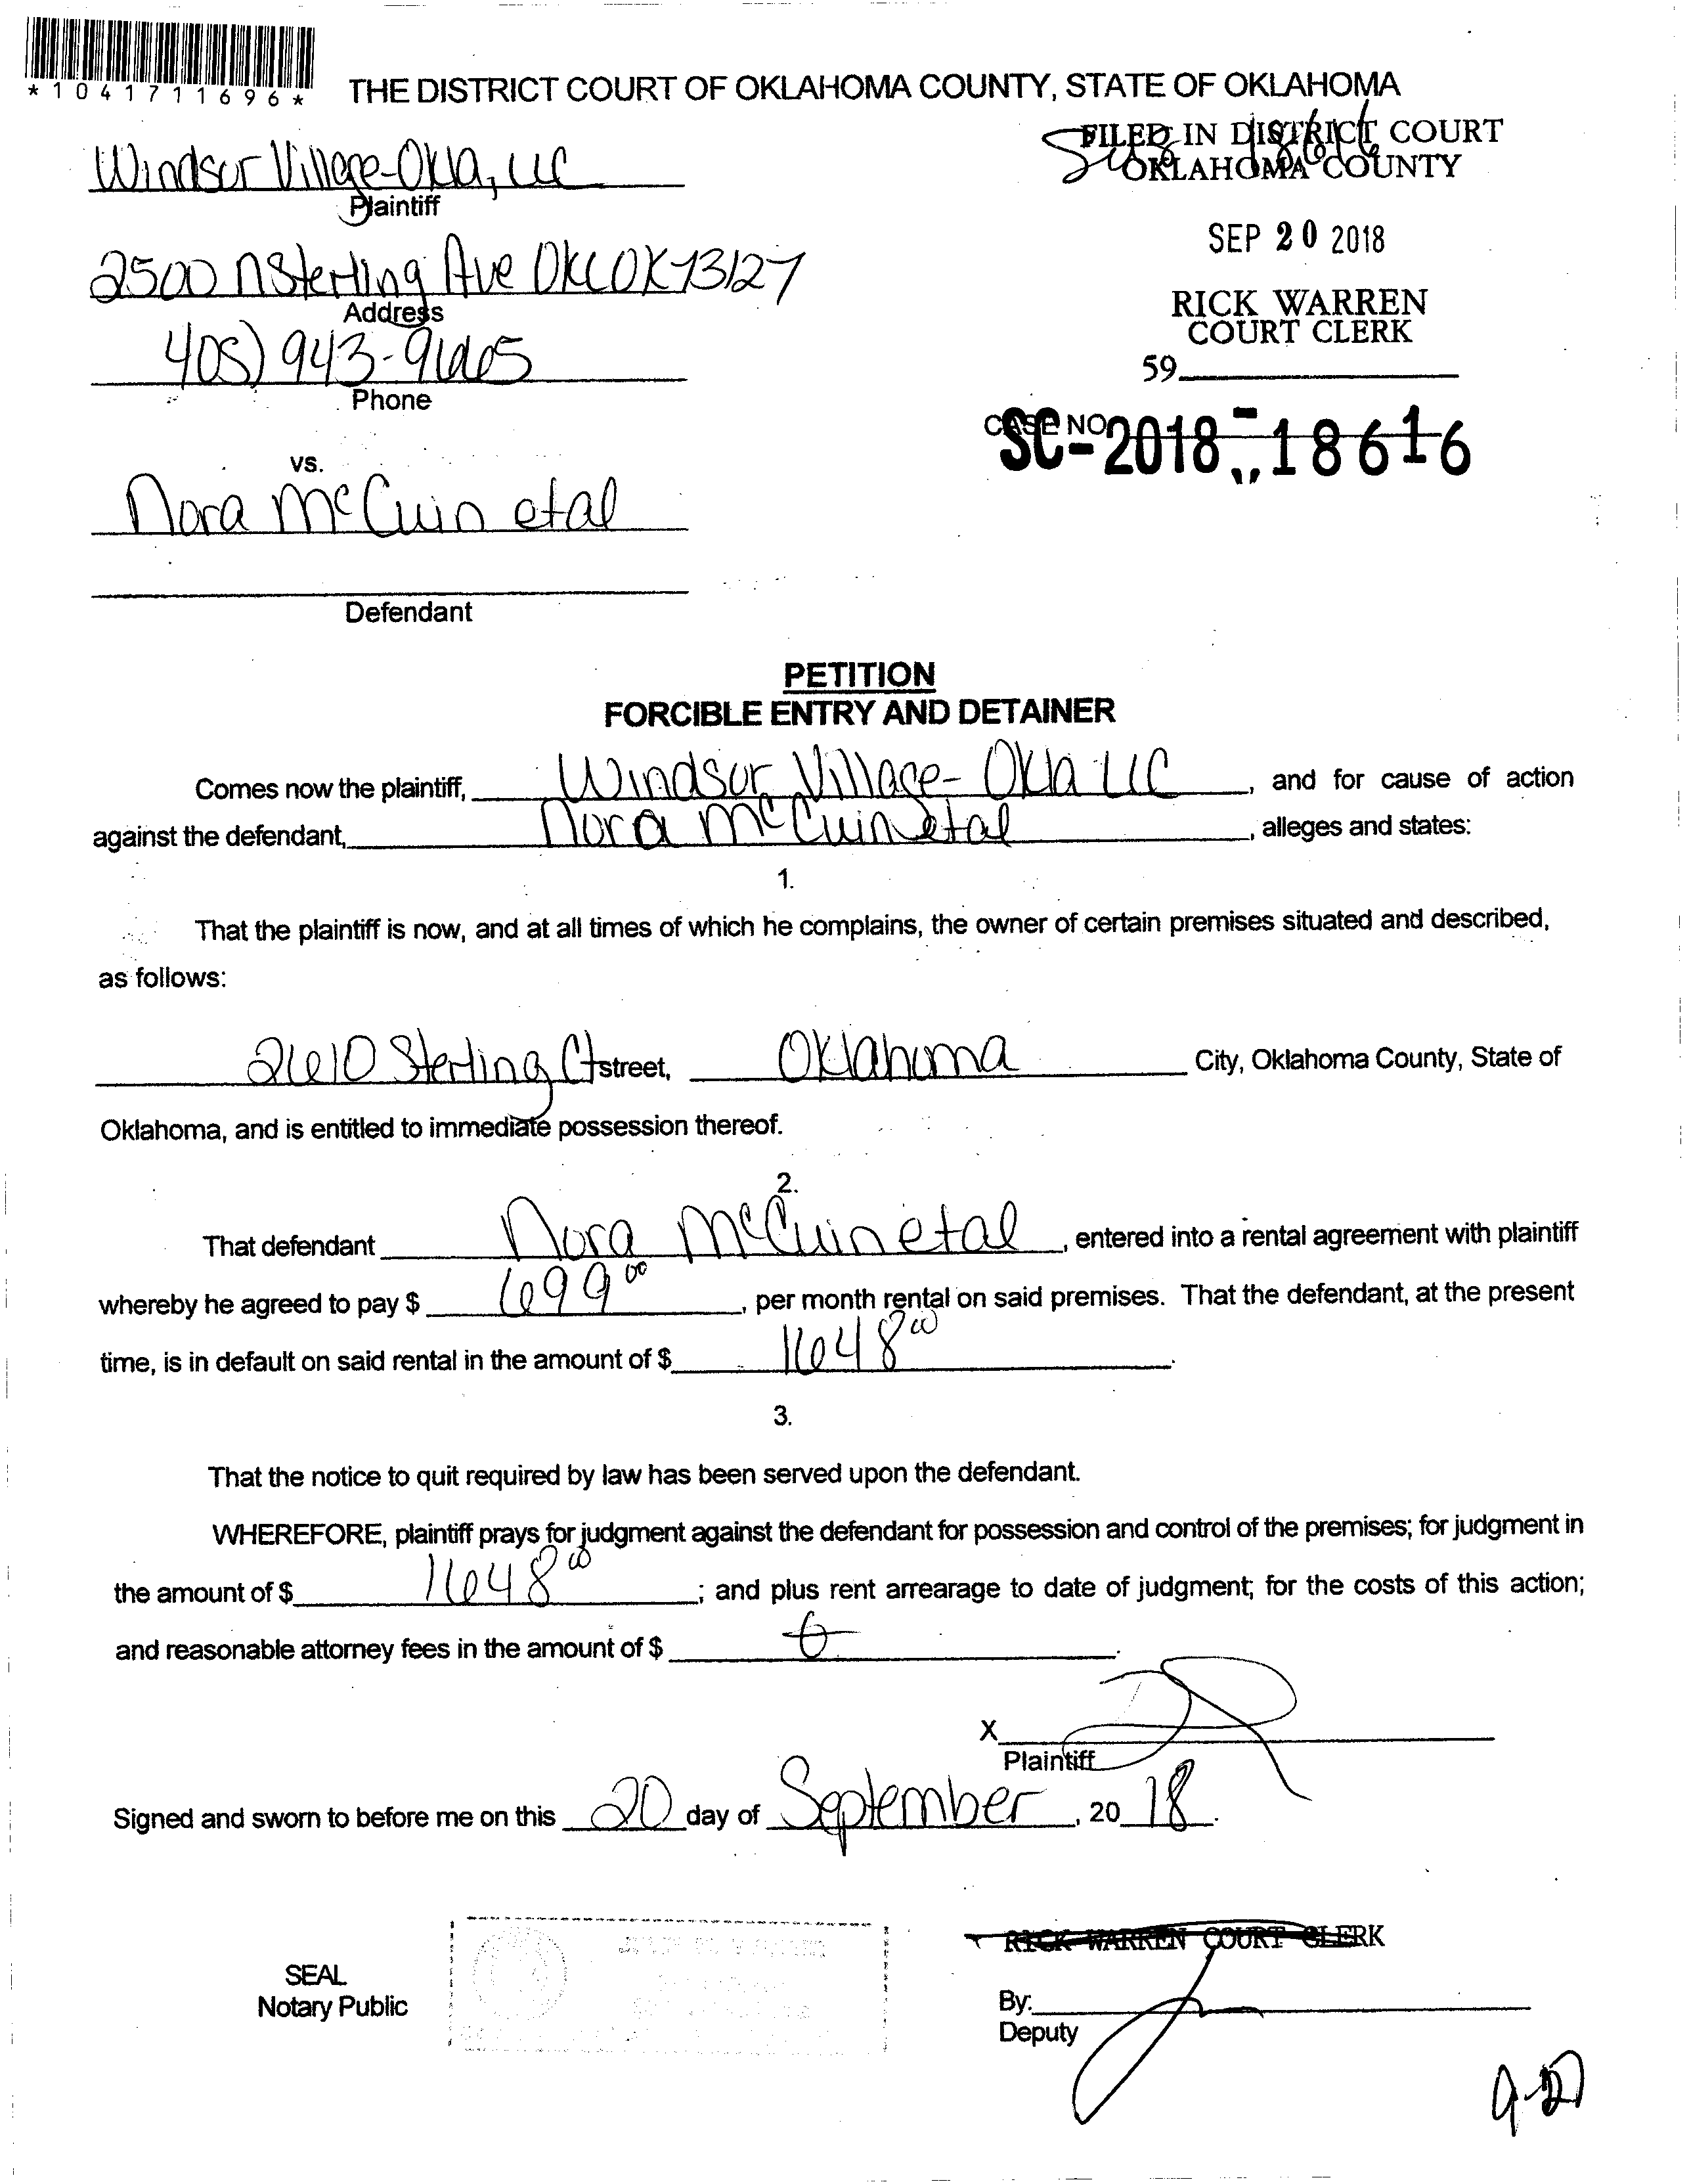 *1041711696*
THE DISTRICT COURT OF OKLAHOMA COUNTY, STATE OF OKLAHOMA
FILED IN DISTRICT COURT
OKLAHOMA COUNTY
Windsor Village-Okla, LLC
Plaintiff
SEP 20 2018
2500 N Sterling Ave OKC OK 73127
Address
RICK WARREN
COURT CLERK
405) 943-9665
59
Phone
CASE NO
SC-2018-18616
vs.
Nora McCuin etal
Defendant
PETITION
FORCIBLE ENTRY AND DETAINER
Comes now the plaintiff, Windsor Village-Okla LLC, and for cause of action
against the defendant, Nora McCuin etal, alleges and states:
1.
That the plaintiff is now, and at all times of which he complains, the owner of certain premises situated and described,
as follows:
2610 Sterling Ct street, Oklahoma City, Oklahoma County, State of
Oklahoma, and is entitled to immediate possession thereof.
2.
That defendant Nora McCuin etal, entered into a rental agreement with plaintiff
whereby he agreed to pay $ 699 00, per month rental on said premises. That the defendant, at the present
time, is in default on said rental in the amount of $ 1648 00.
3.
That the notice to quit required by law has been served upon the defendant.
WHEREFORE, plaintiff prays for judgment against the defendant for possession and control of the premises; for judgment in
the amount of $ 1648 00; and plus rent arrearage to date of judgment; for the costs of this action;
and reasonable attorney fees in the amount of $ 0.
X
Plaintiff
Signed and sworn to before me on this 20 day of September, 20 18.
RICK WARREN COURT CLERK
SEAL
Notary Public
By:
Deputy
9-27